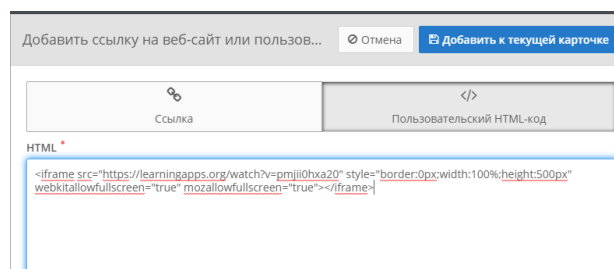 Добавить ссылку на веб-сайт или пользов... Отмена Добавить к текущей карточке
Ссылка </> Пользовательский HTML-код
HTML *
<iframe src="https://learningapps.org/watch?v=pmjii0hxa20" style="border:0px;width:100%;height:500px"
webkitallowfullscreen="true" mozallowfullscreen="true"></iframe>